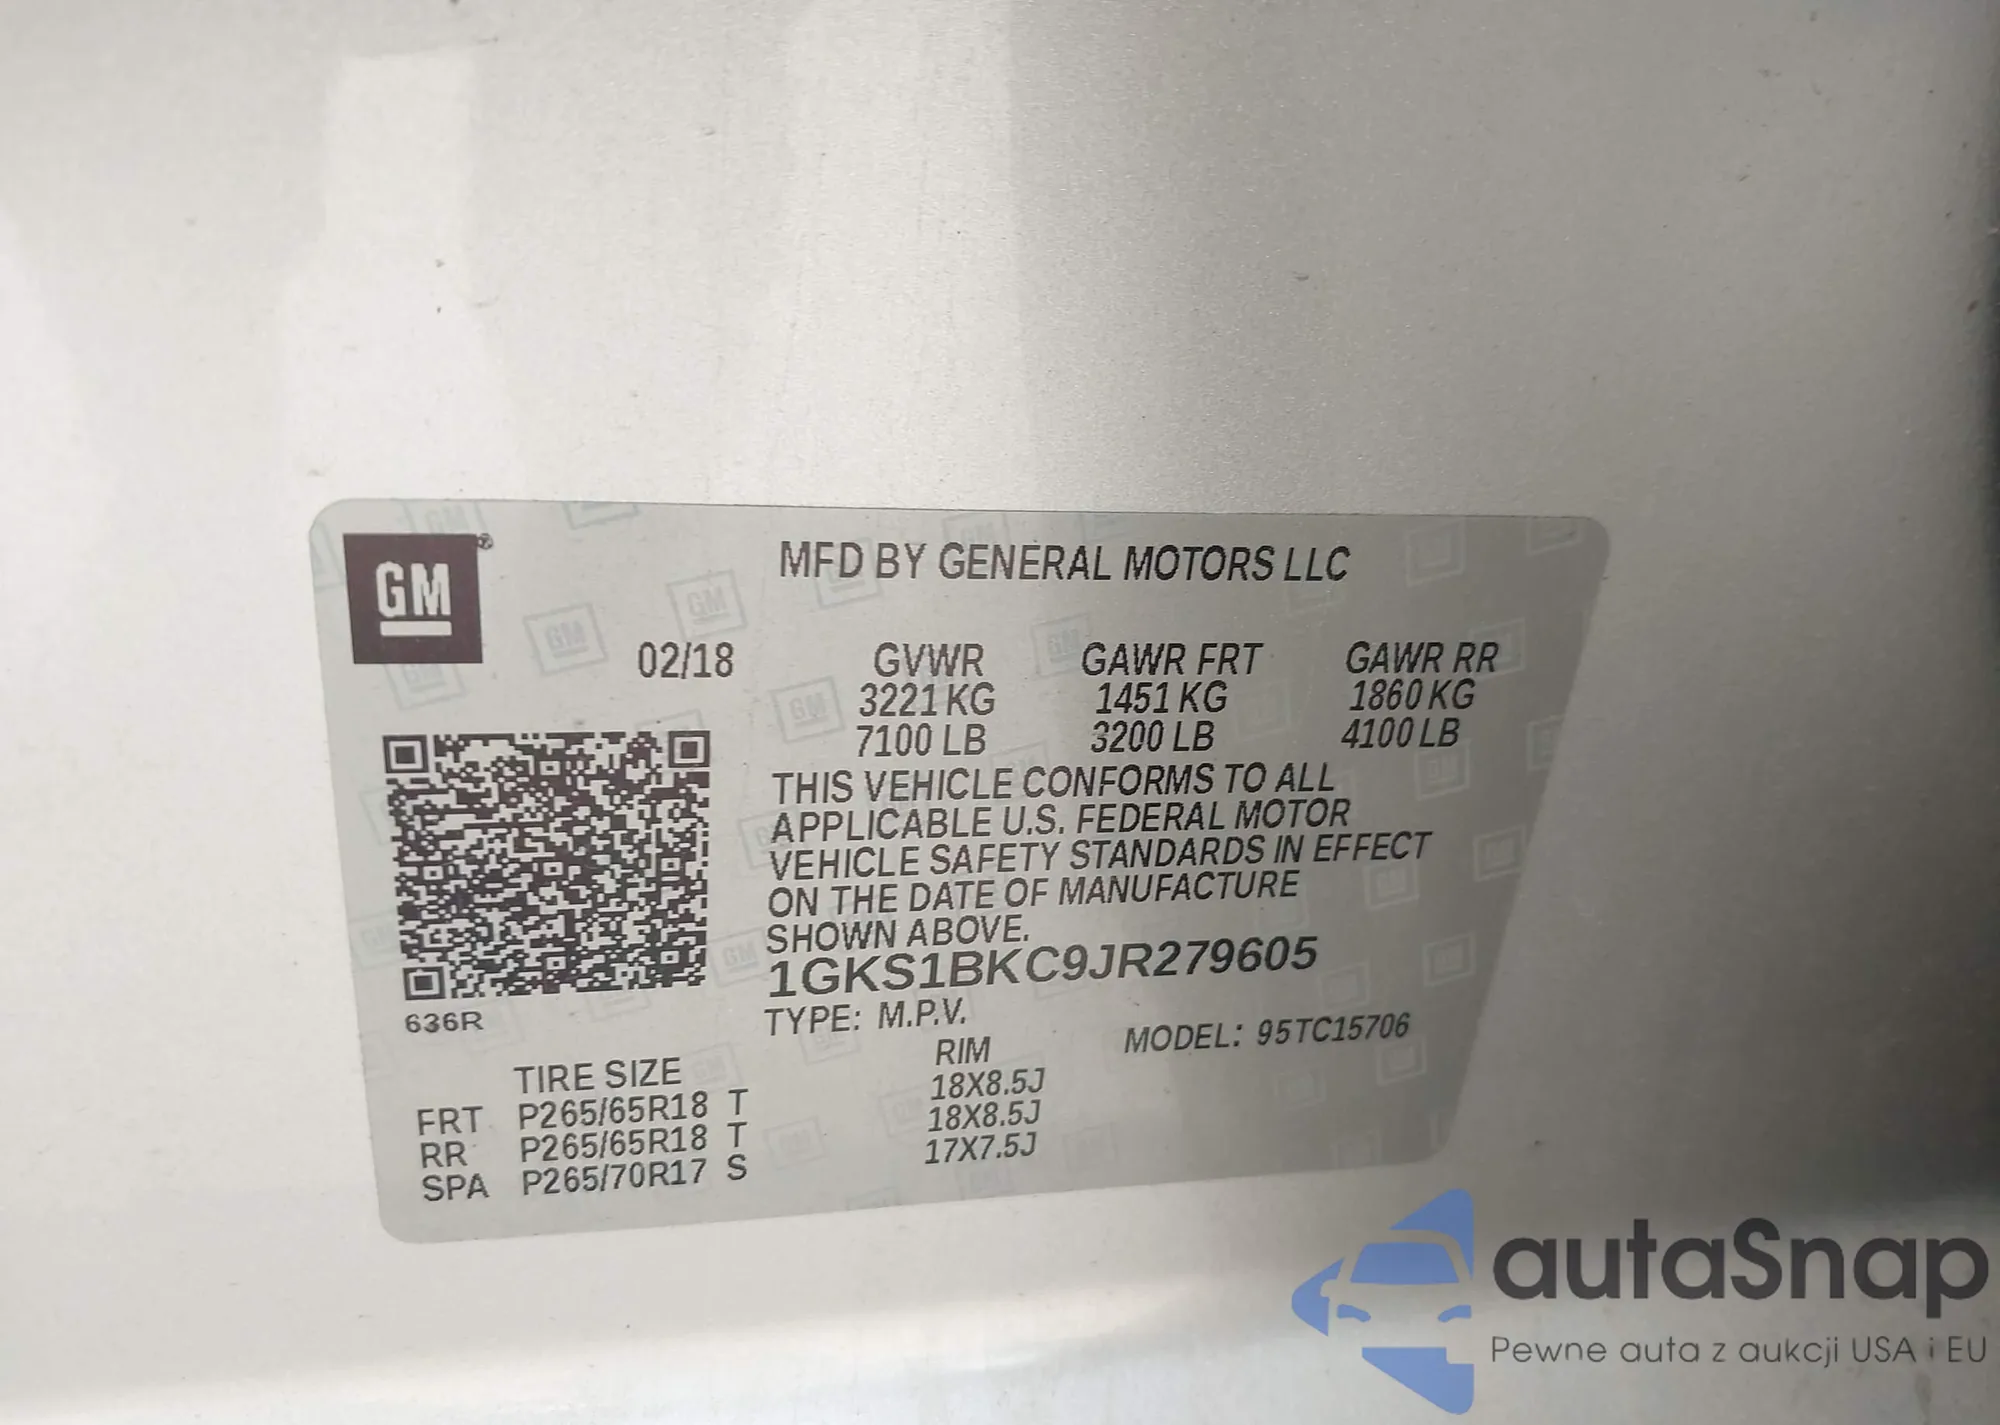 GM
MFD BY GENERAL MOTORS LLC
02/18 GVWR GAWR FRT GAWR RR
3221 KG 1451 KG 1860 KG
7100 LB 3200 LB 4100 LB
THIS VEHICLE CONFORMS TO ALL
APPLICABLE U.S. FEDERAL MOTOR
VEHICLE SAFETY STANDARDS IN EFFECT
ON THE DATE OF MANUFACTURE
SHOWN ABOVE.
1GKS1BKC9JR279605
636R
TYPE: M.P.V. MODEL: 95TC15706
TIRE SIZE RIM
FRT P265/65R18 T 18X8.5J
RR P265/65R18 T 18X8.5J
SPA P265/70R17 S 17X7.5J
autaSnap
Pewne auta z aukcji USA i EU